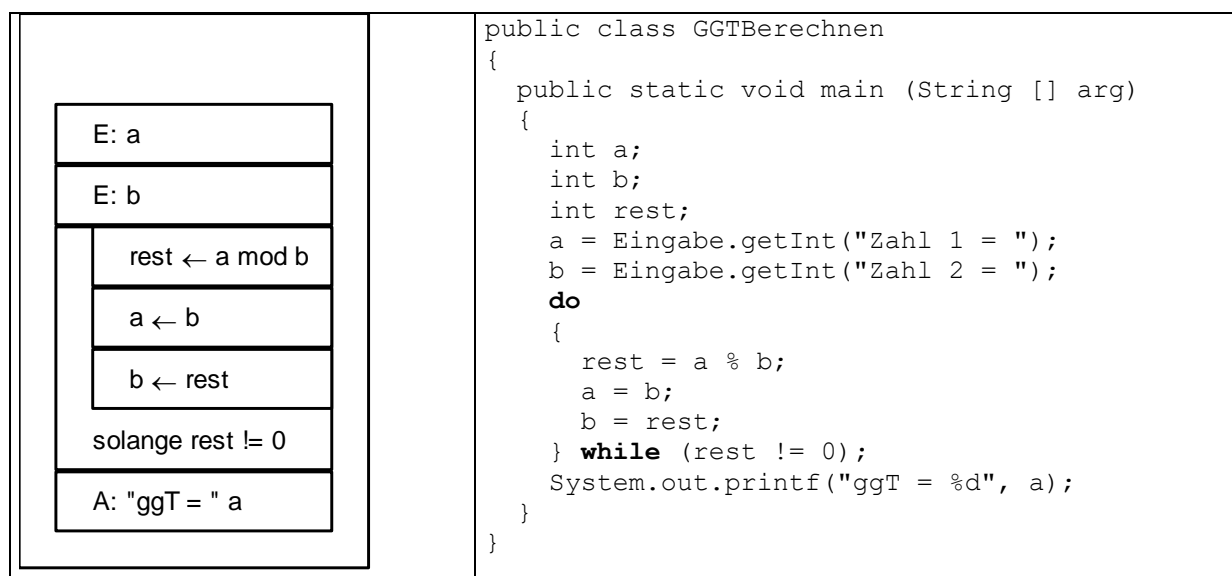 E: a
E: b
rest ← a mod b
a ← b
b ← rest
solange rest != 0
A: "ggT = " a
public class GGTBerechnen
{
public static void main (String [] arg)
{
int a;
int b;
int rest;
a = Eingabe.getInt("Zahl 1 = ");
b = Eingabe.getInt("Zahl 2 = ");
do
{
rest = a % b;
a = b;
b = rest;
} while (rest != 0);
System.out.printf("ggT = %d", a);
}
}